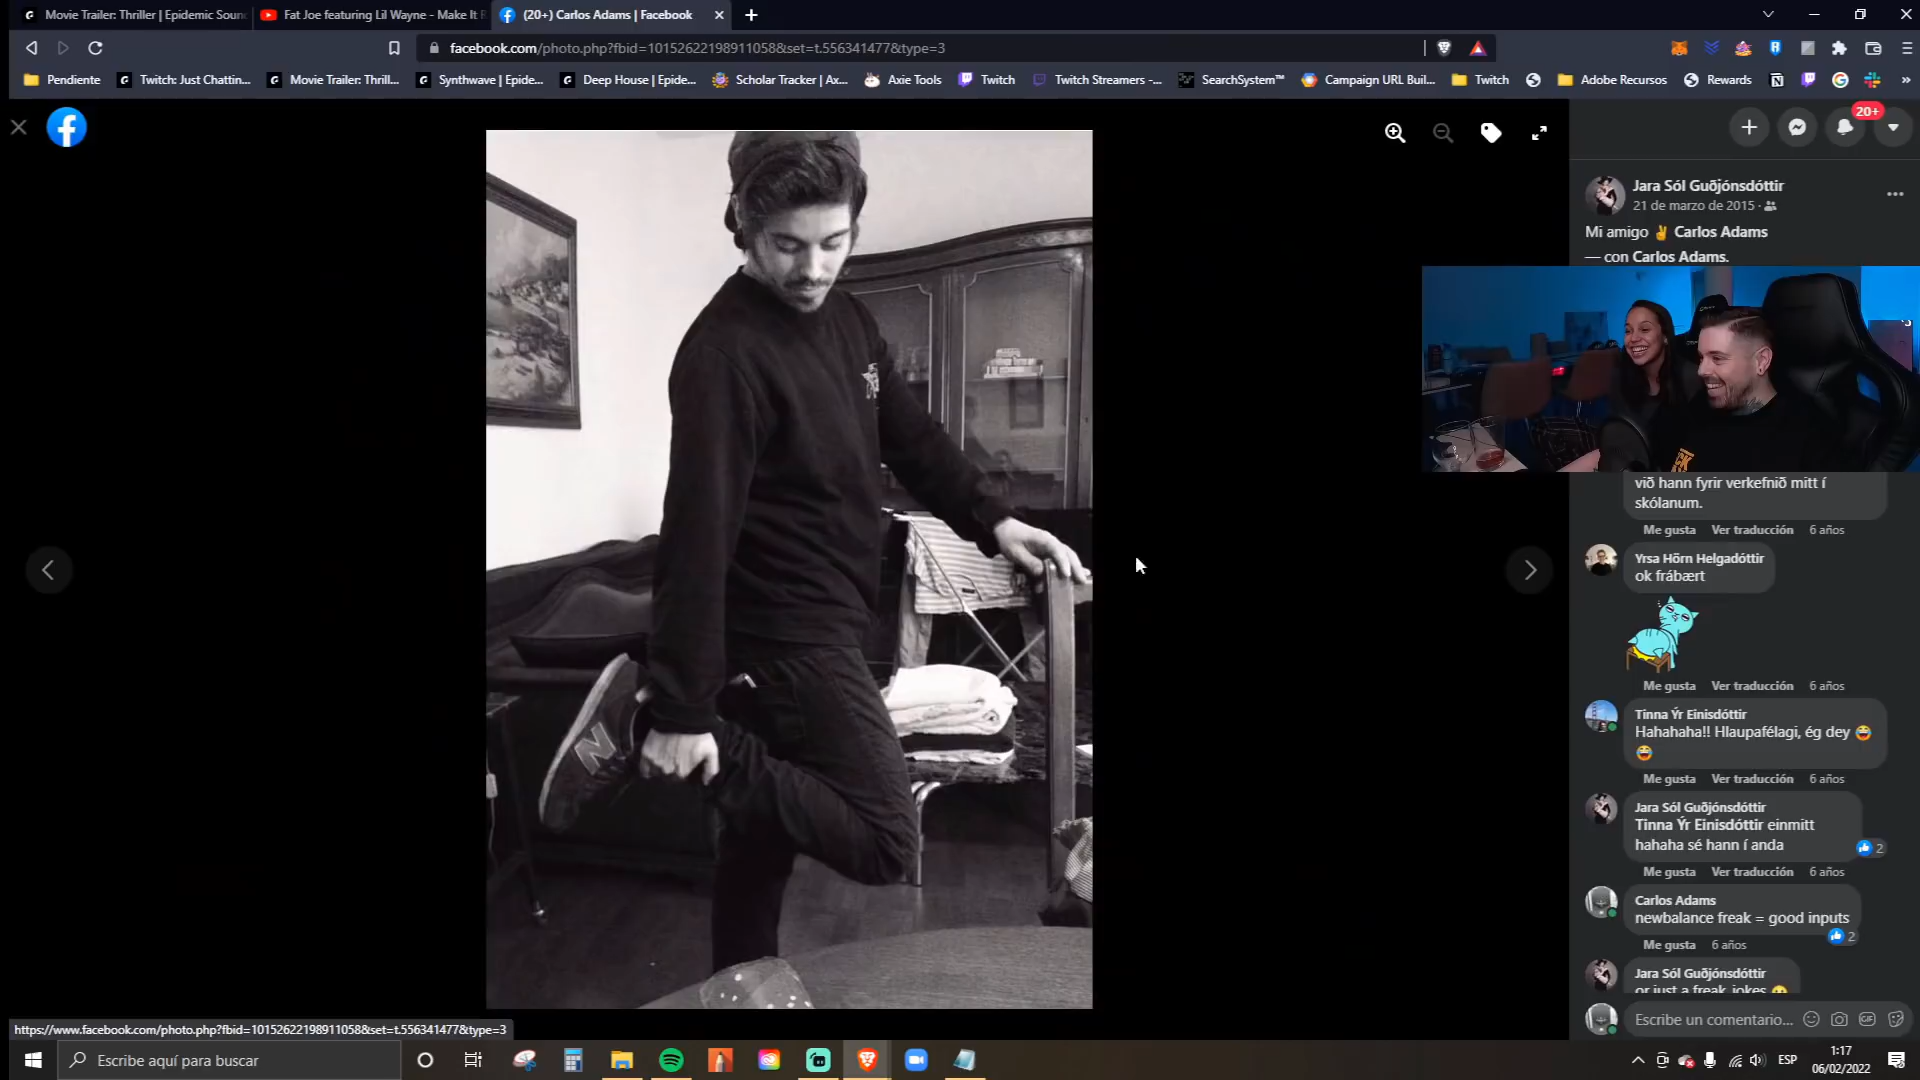 Movie Trailer: Thriller | Epidemic Soun
Fat Joe featuring Lil Wayne - Make It R
(20+) Carlos Adams | Facebook
facebook.com/photo.php?fbid=10152622198911058&set=t.556341477&type=3
Pendiente
Twitch: Just Chattin...
Movie Trailer: Thrill...
Synthwave | Epide...
Deep House | Epide...
Scholar Tracker | Ax...
Axie Tools
Twitch
Twitch Streamers -...
SearchSystem™
Campaign URL Buil...
Twitch
Adobe Recursos
Rewards
20+
Jara Sól Guðjónsdóttir
21 de marzo de 2015 ·
Mi amigo ✌ Carlos Adams
— con Carlos Adams.
við hann fyrir verkefnið mitt í
skólanum.
Me gusta Ver traducción 6 años
Yrsa Hörn Helgadóttir
ok frábært
Me gusta Ver traducción 6 años
Tinna Ýr Einisdóttir
Hahahaha!! Hlaupafélagi, ég dey 😂
😂
Me gusta Ver traducción 6 años
Jara Sól Guðjónsdóttir
Tinna Ýr Einisdóttir einmitt
hahaha sé hann í anda
2
Me gusta Ver traducción 6 años
Carlos Adams
newbalance freak = good inputs
2
Me gusta 6 años
Jara Sól Guðjónsdóttir
or just a freak jokes
Escribe un comentario...
N
https://www.facebook.com/photo.php?fbid=10152622198911058&set=t.556341477&type=3
Escribe aquí para buscar
ESP
1:17
06/02/2022